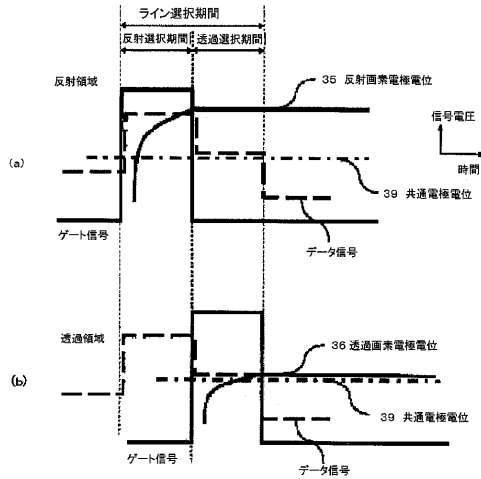 ライン選択期間
反射選択期間 透過選択期間
反射領域
35 反射画素電極電位
信号電圧
時間
(a)
39 共通電極電位
ゲート信号
データ信号
透過領域
36 透過画素電極電位
(b)
39 共通電極電位
ゲート信号
データ信号